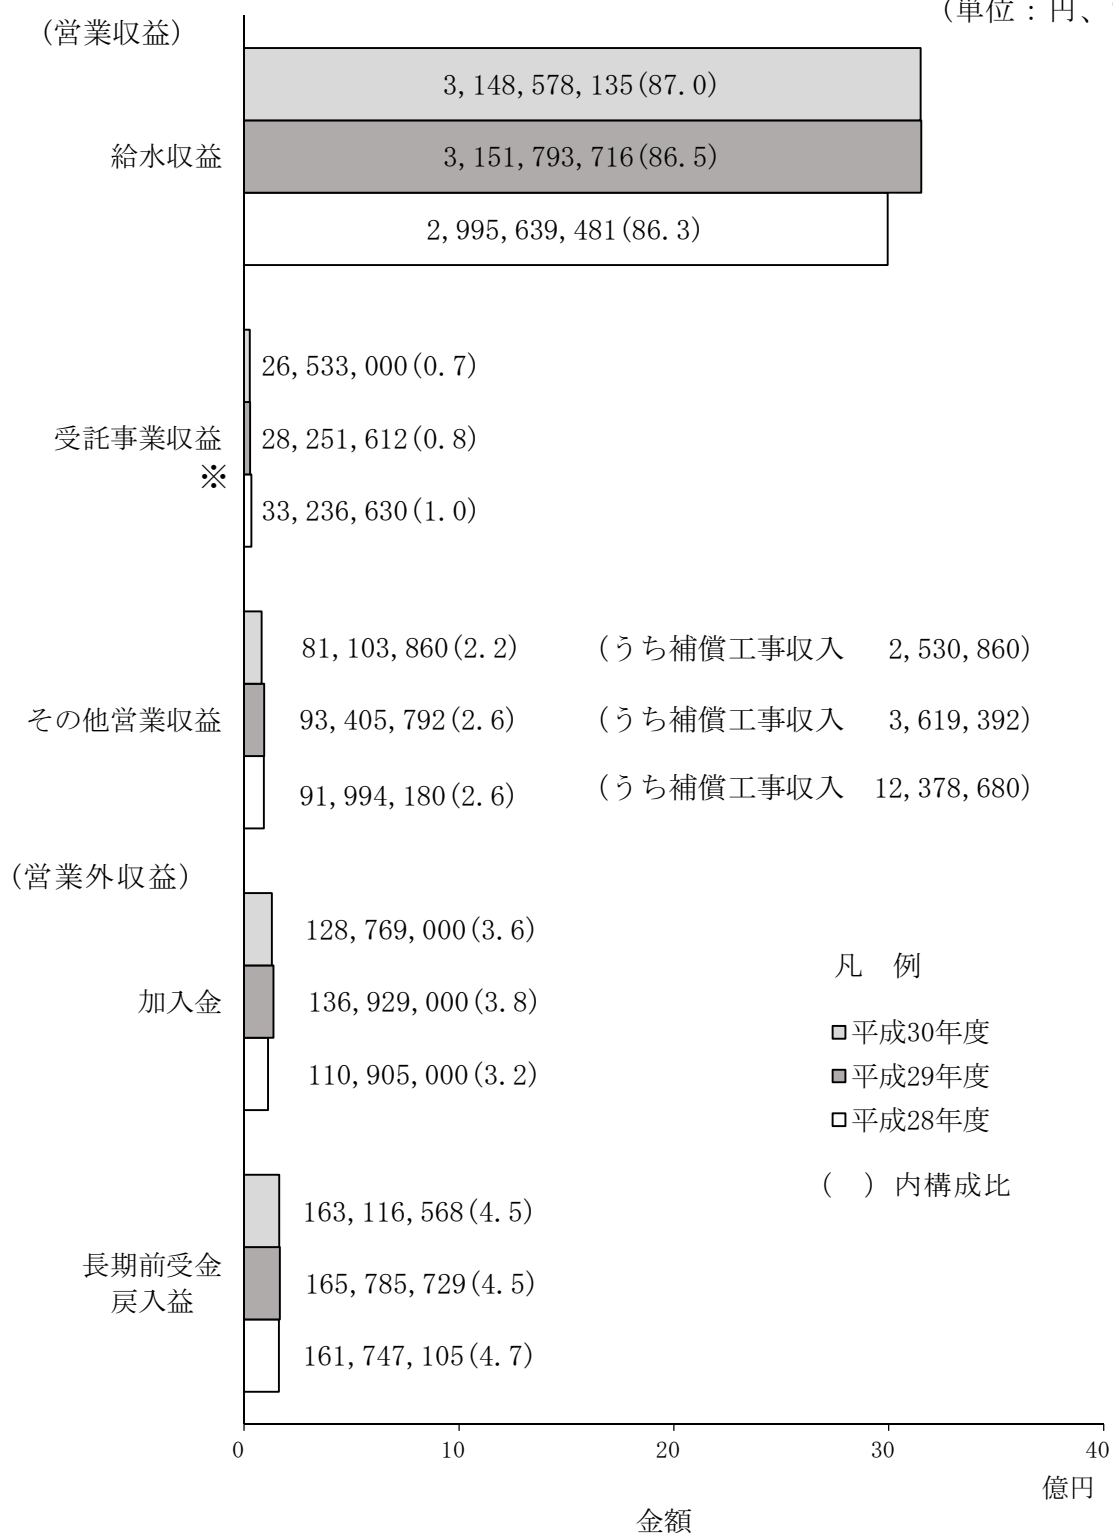 (単位：円、
(営業収益)
3,148,578,135(87.0)
給水収益
3,151,793,716(86.5)
2,995,639,481(86.3)
26,533,000(0.7)
受託事業収益
28,251,612(0.8)
※
33,236,630(1.0)
81,103,860(2.2) (うち補償工事収入 2,530,860)
その他営業収益
93,405,792(2.6) (うち補償工事収入 3,619,392)
91,994,180(2.6) (うち補償工事収入 12,378,680)
(営業外収益)
128,769,000(3.6)
加入金
136,929,000(3.8)
110,905,000(3.2)
凡 例
平成30年度
平成29年度
平成28年度
( )内構成比
163,116,568(4.5)
長期前受金
戻入益
165,785,729(4.5)
161,747,105(4.7)
0 10 20 30 40
億円
金額